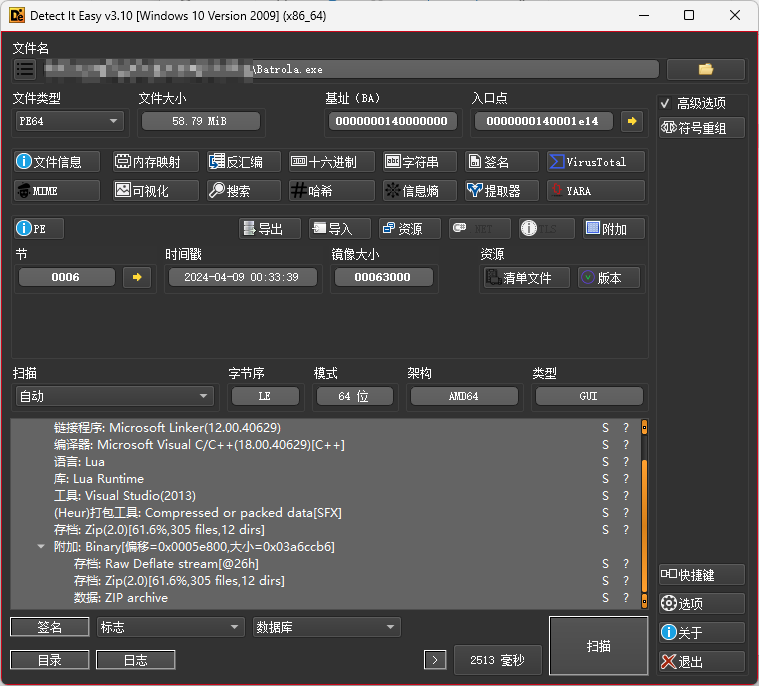 Detect It Easy v3.10 [Windows 10 Version 2009] (x86_64)
文件名
\Batrola.exe
文件类型 文件大小 基址（BA） 入口点
PE64 58.79 MiB 0000000140000000 0000000140001e14
高级选项
符号重组
文件信息 内存映射 反汇编 十六进制 字符串 签名 VirusTotal
MIME 可视化 搜索 哈希 信息熵 提取器 YARA
PE 导出 导入 资源 .NET TLS 附加
节 时间戳 镜像大小 资源
0006 2024-04-09 00:33:39 00063000 清单文件 版本
扫描 字节序 模式 架构 类型
自动 LE 64 位 AMD64 GUI
链接程序: Microsoft Linker(12.00.40629) S ?
编译器: Microsoft Visual C/C++(18.00.40629)[C++] S ?
语言: Lua S ?
库: Lua Runtime S ?
工具: Visual Studio(2013) S ?
(Heur)打包工具: Compressed or packed data[SFX] S ?
存档: Zip(2.0)[61.6%,305 files,12 dirs] S ?
附加: Binary[偏移=0x0005e800,大小=0x03a6ccb6]
存档: Raw Deflate stream[@26h] S ?
存档: Zip(2.0)[61.6%,305 files,12 dirs] S ?
数据: ZIP archive S ?
快捷键
选项
关于
退出
签名 标志 数据库 扫描
目录 日志 > 2513 毫秒